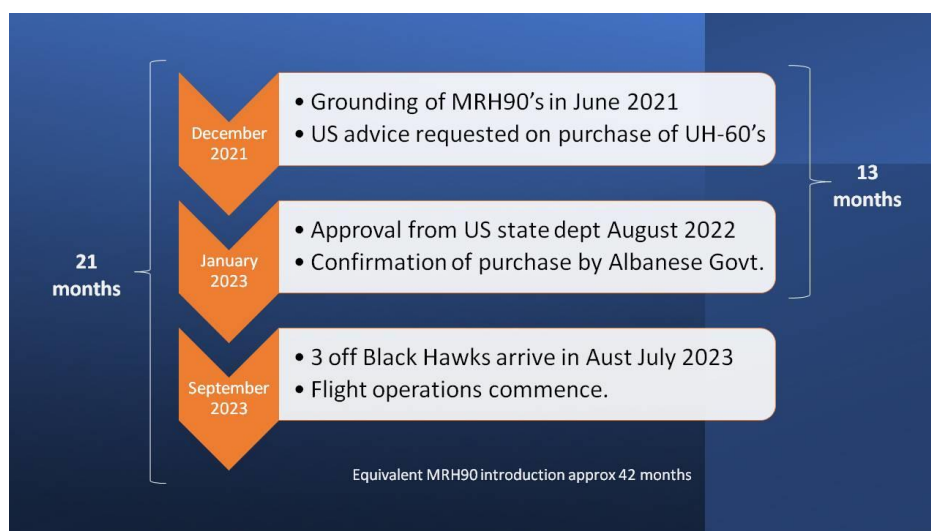 December
2021
• Grounding of MRH90's in June 2021
• US advice requested on purchase of UH-60's
13
months
January
2023
• Approval from US state dept August 2022
• Confirmation of purchase by Albanese Govt.
21
months
September
2023
• 3 off Black Hawks arrive in Aust July 2023
• Flight operations commence.
Equivalent MRH90 introduction approx 42 months